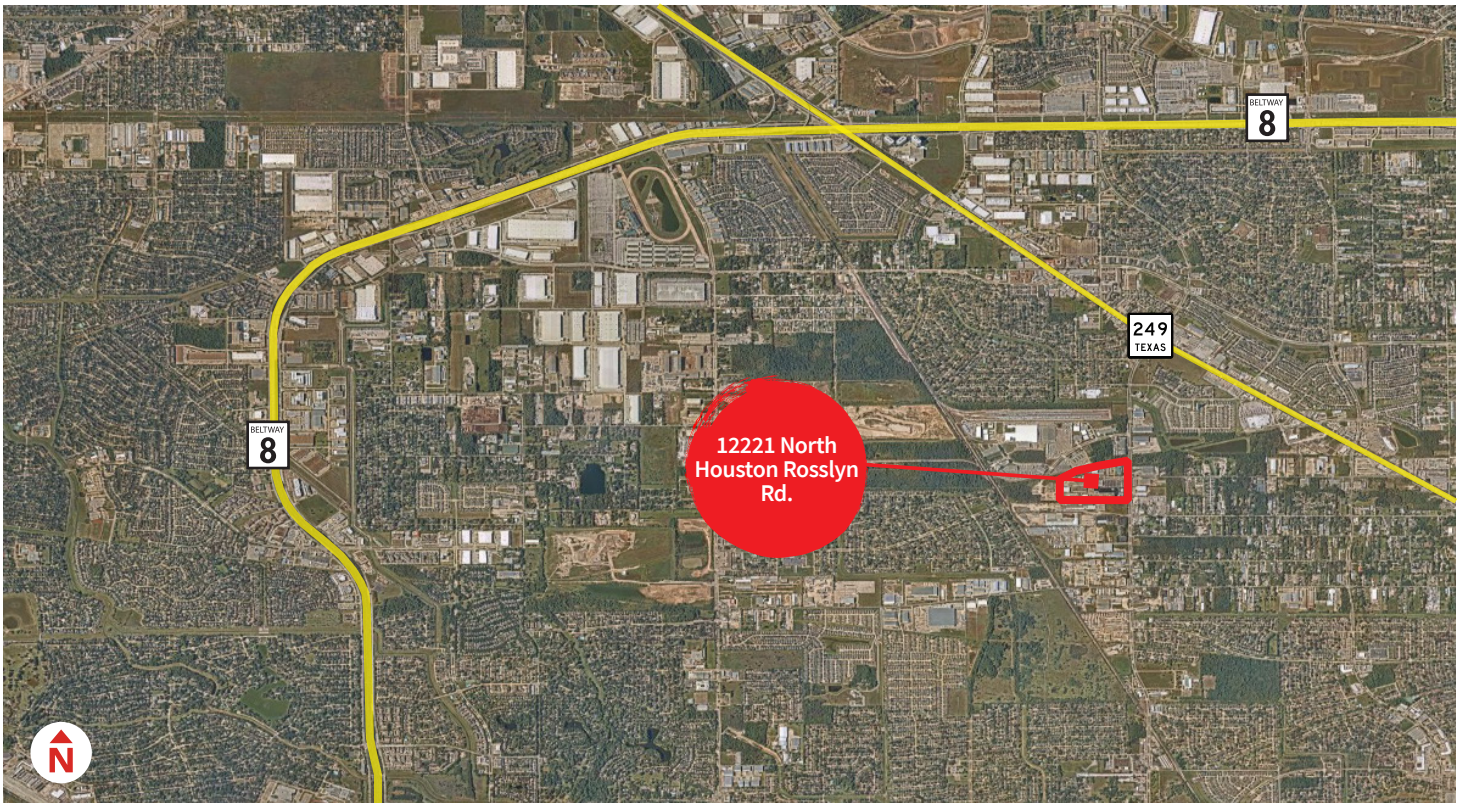 BELTWAY
8
249
TEXAS
BELTWAY
8
12221 North
Houston Rosslyn
Rd.
N